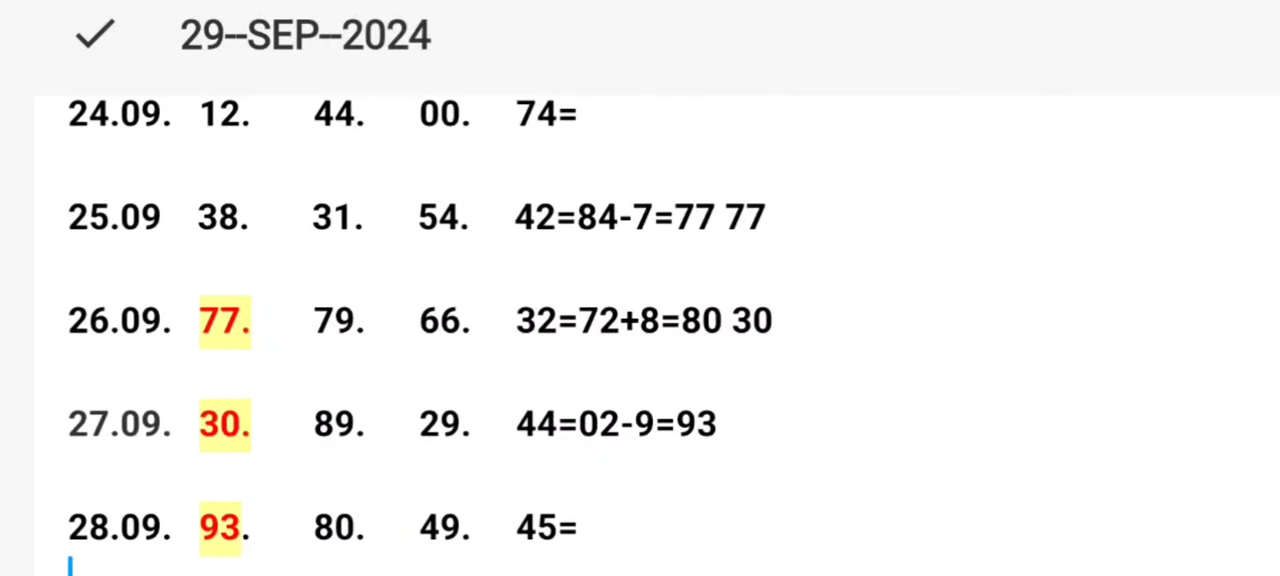 29--SEP--2024
24.09. 12. 44. 00. 74=
25.09 38. 31. 54. 42=84-7=77 77
26.09. 77. 79. 66. 32=72+8=80 30
27.09. 30. 89. 29. 44=02-9=93
28.09. 93. 80. 49. 45=